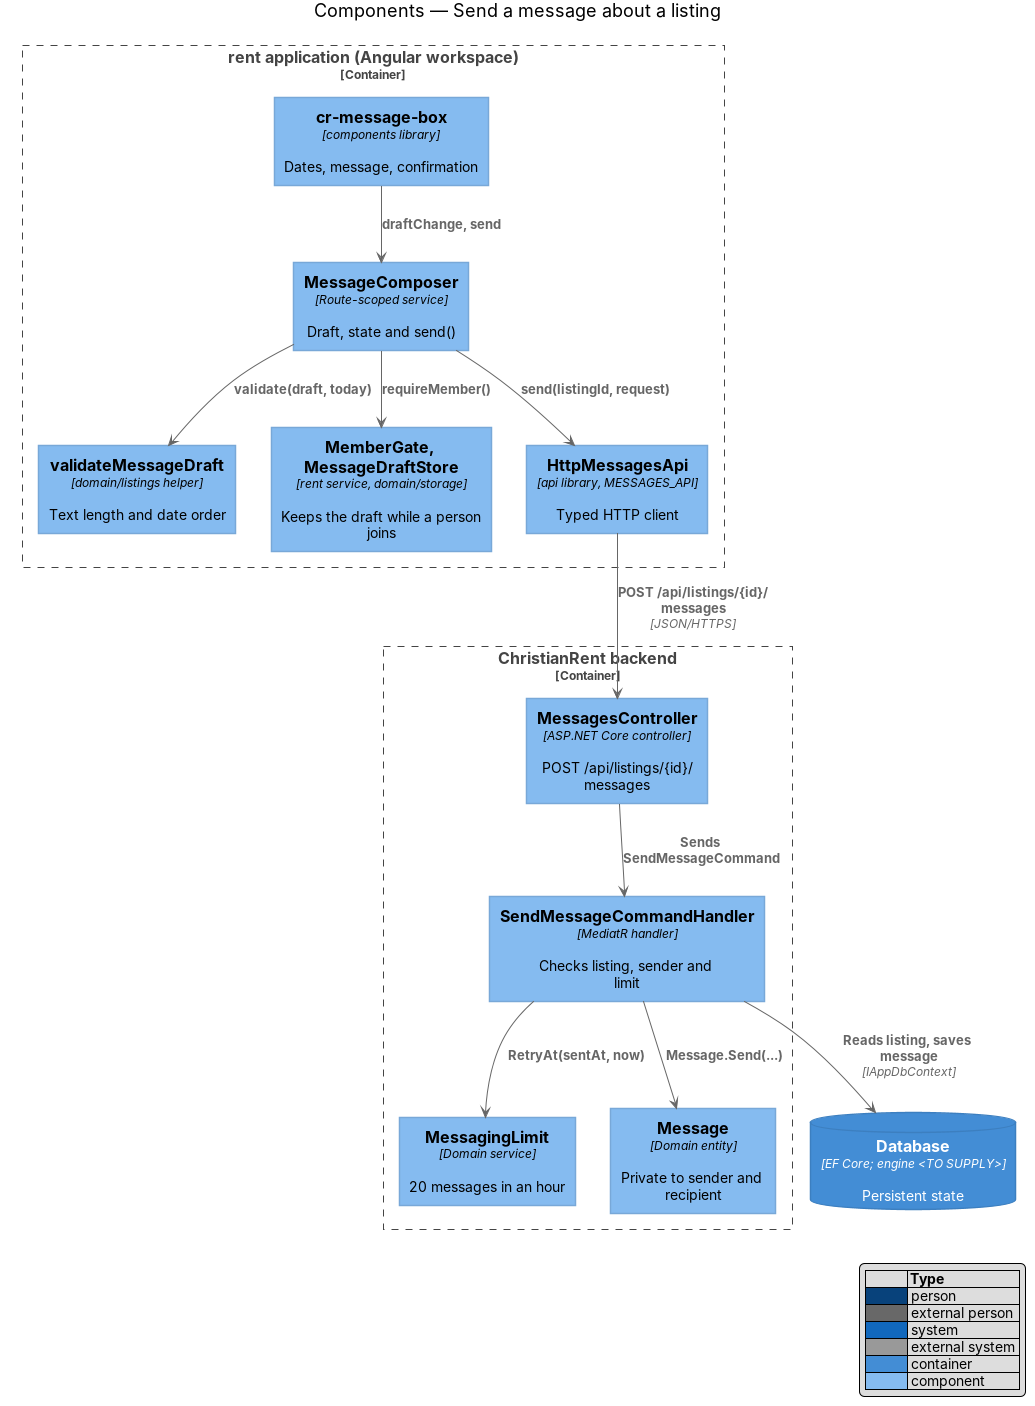 Components — Send a message about a listing
rent application (Angular workspace)
[Container]
cr-message-box
[components library]
Dates, message, confirmation
draftChange, send
MessageComposer
[Route-scoped service]
Draft, state and send()
validate(draft, today)
requireMember()
send(listingId, request)
validateMessageDraft
[domain/listings helper]
Text length and date order
MemberGate,
MessageDraftStore
[rent service, domain/storage]
Keeps the draft while a person
joins
HttpMessagesApi
[api library, MESSAGES_API]
Typed HTTP client
POST /api/listings/{id}/
messages
[JSON/HTTPS]
ChristianRent backend
[Container]
MessagesController
[ASP.NET Core controller]
POST /api/listings/{id}/
messages
Sends
SendMessageCommand
SendMessageCommandHandler
[MediatR handler]
Checks listing, sender and
limit
RetryAt(sentAt, now)
Message.Send(...)
Reads listing, saves
message
[IAppDbContext]
MessagingLimit
[Domain service]
20 messages in an hour
Message
[Domain entity]
Private to sender and
recipient
Database
[EF Core; engine <TO SUPPLY>]
Persistent state
Type
person
external person
system
external system
container
component